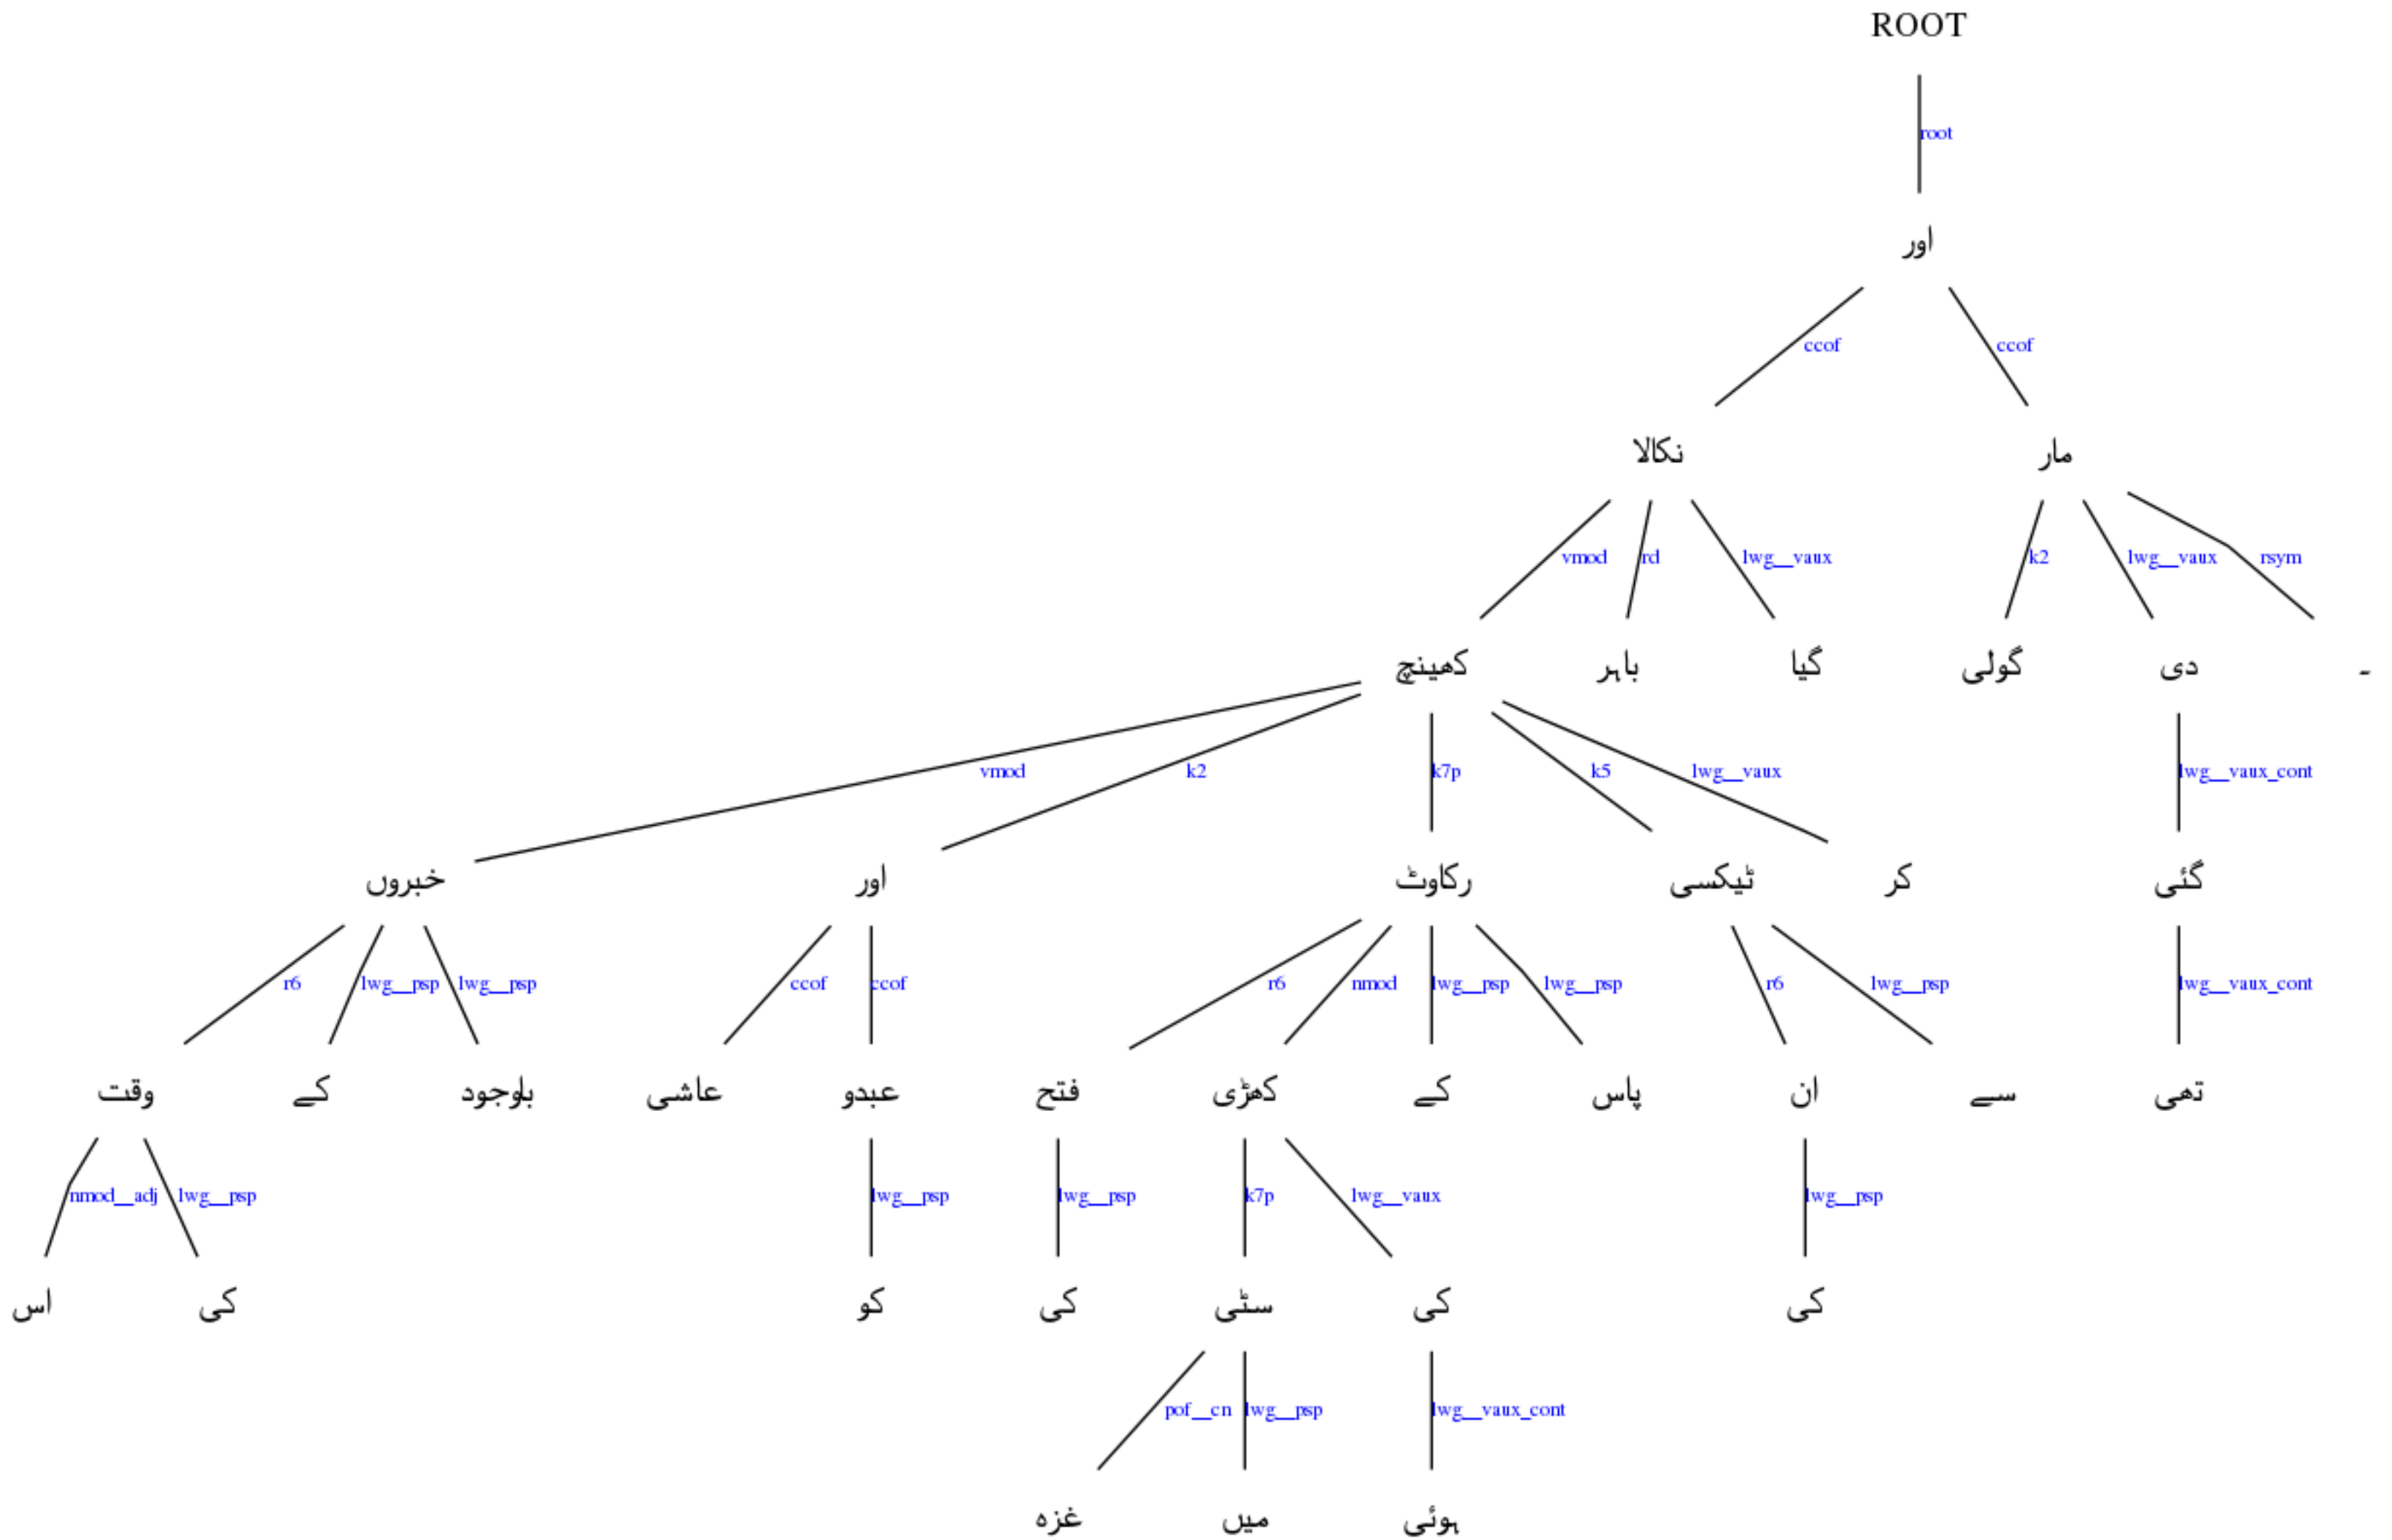 ROOT
root
اور
ccof ccof
نکالا مار
vmod rd lwg__vaux k2 lwg__vaux rsym
کھینچ باہر گیا گولی دی ۔
vmod k2 k7p k5 lwg__vaux lwg__vaux_cont
خبروں اور رکاوٹ ٹیکسی کر گئی
r6 lwg__psp lwg__psp ccof ccof r6 nmod lwg__psp lwg__psp r6 lwg__psp lwg__vaux_cont
وقت کے باوجود عاشی عبدو فتح کھڑی کے پاس ان سے تھی
nmod__adj lwg__psp lwg__psp lwg__psp k7p lwg__vaux lwg__psp
اس کی کو کی سٹی کی کی
pof__cn lwg__psp lwg__vaux_cont
غزہ میں ہوئی